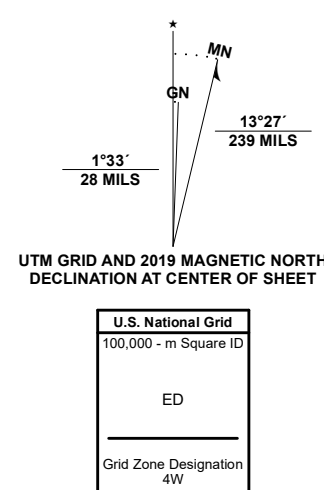 ★
MN
GN
13°27´
239 MILS
1°33´
28 MILS
UTM GRID AND 2019 MAGNETIC NORTH
DECLINATION AT CENTER OF SHEET
U.S. National Grid
100,000 - m Square ID
ED
Grid Zone Designation
4W